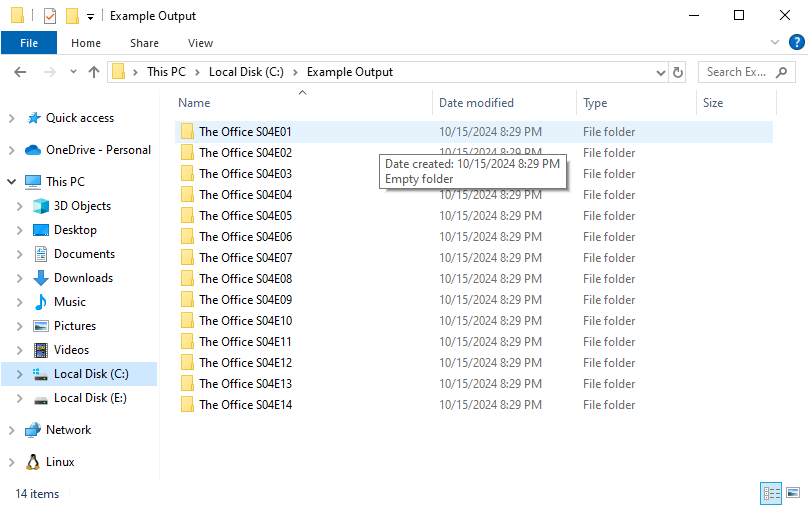 Example Output
File Home Share View
This PC Local Disk (C:) Example Output Search Ex...
Name Date modified Type Size
Quick access
OneDrive - Personal
This PC
3D Objects
Desktop
Documents
Downloads
Music
Pictures
Videos
Local Disk (C:)
Local Disk (E:)
Network
Linux
The Office S04E01 10/15/2024 8:29 PM File folder
The Office S04E02 10/15/2024 8:29 PM File folder
Date created: 10/15/2024 8:29 PM
Empty folder
The Office S04E03 File folder
The Office S04E04 10/15/2024 8:29 PM File folder
The Office S04E05 10/15/2024 8:29 PM File folder
The Office S04E06 10/15/2024 8:29 PM File folder
The Office S04E07 10/15/2024 8:29 PM File folder
The Office S04E08 10/15/2024 8:29 PM File folder
The Office S04E09 10/15/2024 8:29 PM File folder
The Office S04E10 10/15/2024 8:29 PM File folder
The Office S04E11 10/15/2024 8:29 PM File folder
The Office S04E12 10/15/2024 8:29 PM File folder
The Office S04E13 10/15/2024 8:29 PM File folder
The Office S04E14 10/15/2024 8:29 PM File folder
14 items